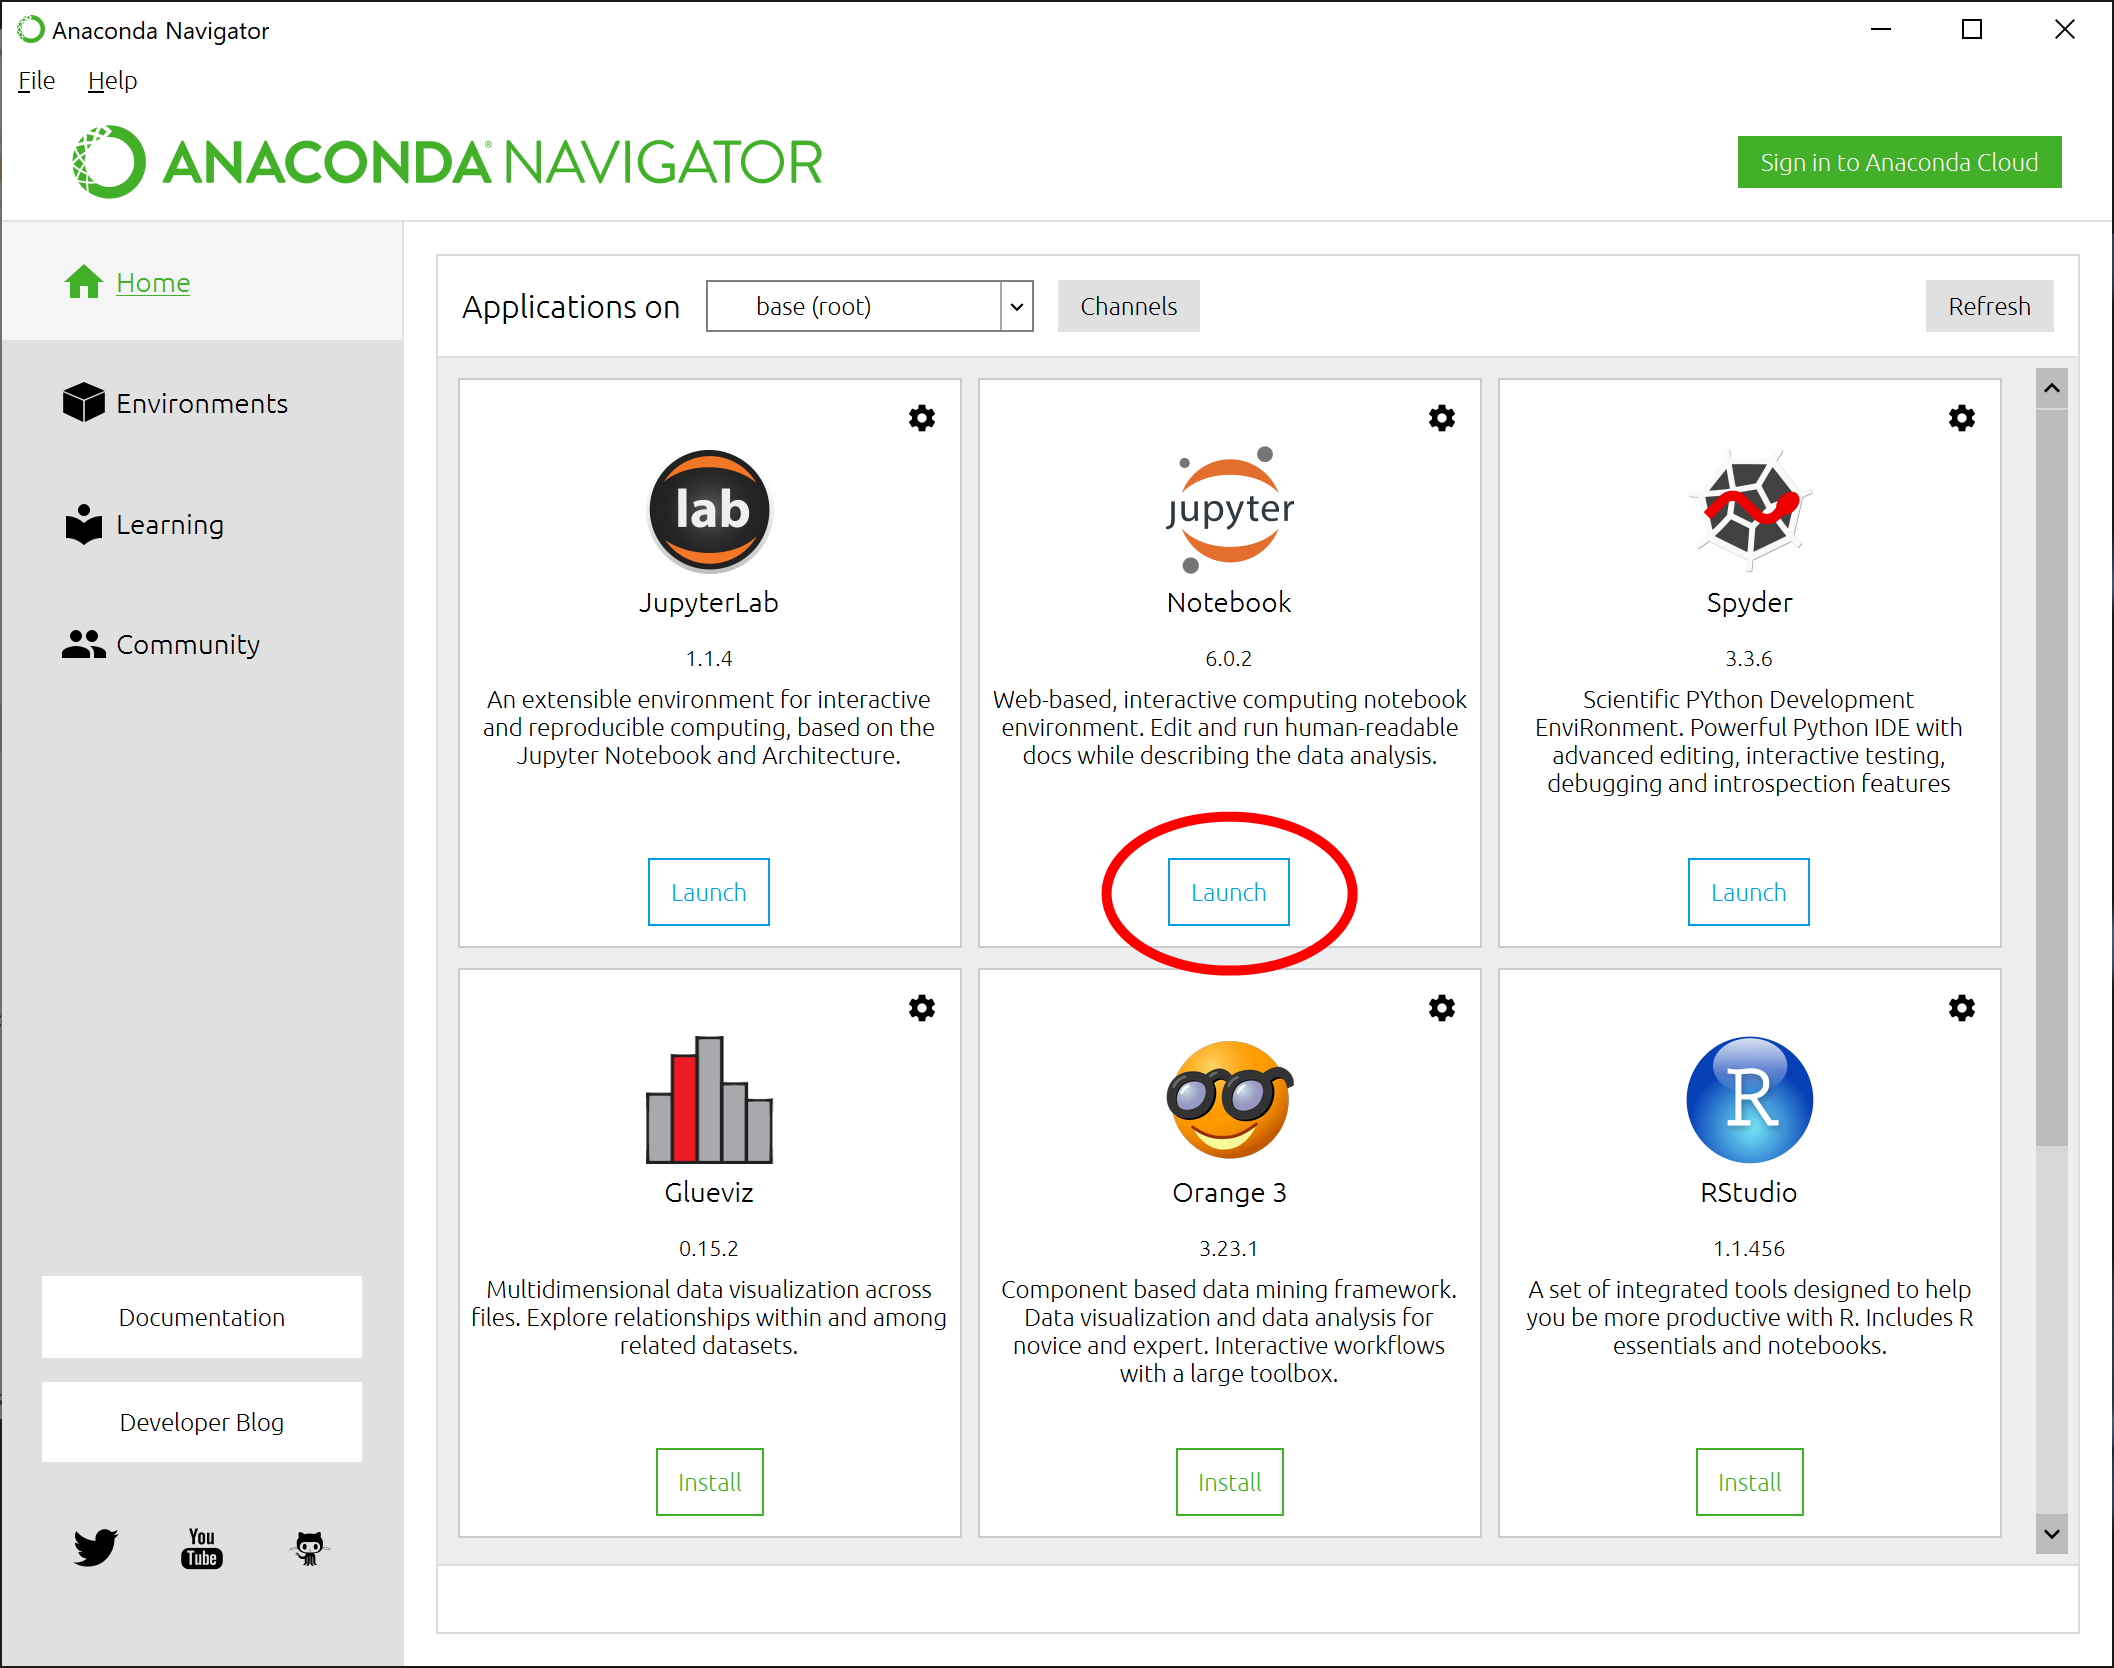 Anaconda Navigator
File Help
ANACONDA® NAVIGATOR
Sign in to Anaconda Cloud
Home
Environments
Learning
Community
Documentation
Developer Blog
You
Tube
Applications on base (root) Channels Refresh
lab
JupyterLab
1.1.4
An extensible environment for interactive
and reproducible computing, based on the
Jupyter Notebook and Architecture.
Launch
jupyter
Notebook
6.0.2
Web-based, interactive computing notebook
environment. Edit and run human-readable
docs while describing the data analysis.
Launch
Spyder
3.3.6
Scientific PYthon Development
EnviRonment. Powerful Python IDE with
advanced editing, interactive testing,
debugging and introspection features
Launch
Glueviz
0.15.2
Multidimensional data visualization across
files. Explore relationships within and among
related datasets.
Install
Orange 3
3.23.1
Component based data mining framework.
Data visualization and data analysis for
novice and expert. Interactive workflows
with a large toolbox.
Install
R
RStudio
1.1.456
A set of integrated tools designed to help
you be more productive with R. Includes R
essentials and notebooks.
Install